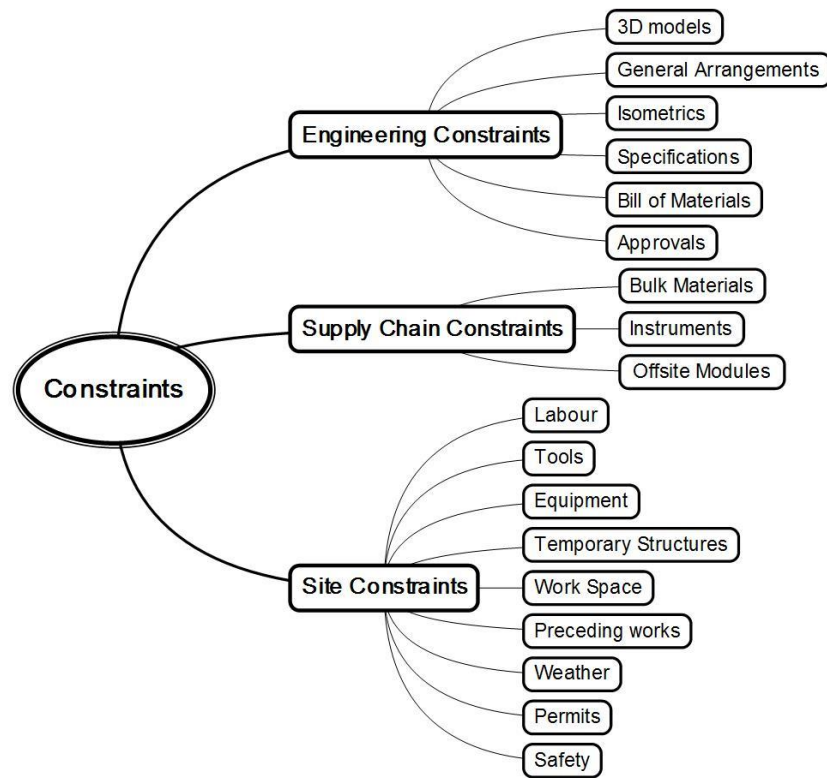 Constraints
Engineering Constraints
3D models
General Arrangements
Isometrics
Specifications
Bill of Materials
Approvals
Supply Chain Constraints
Bulk Materials
Instruments
Offsite Modules
Site Constraints
Labour
Tools
Equipment
Temporary Structures
Work Space
Preceding works
Weather
Permits
Safety